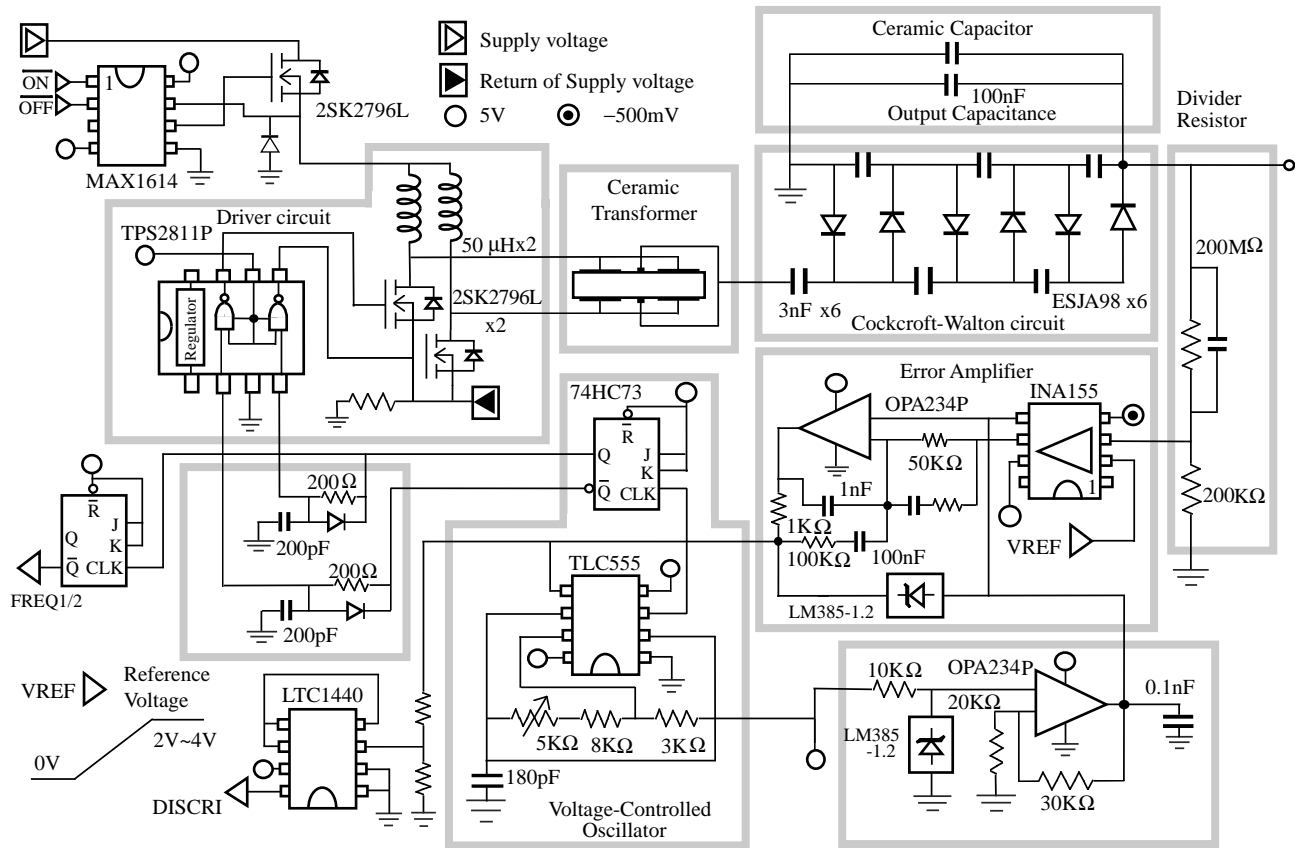 Supply voltage
Return of Supply voltage
5V
−500mV
ON
OFF
1
MAX1614
2SK2796L
Ceramic Capacitor
100nF
Output Capacitance
Divider
Resistor
Driver circuit
TPS2811P
Regulator
50 μHx2
2SK2796L
x2
Ceramic
Transformer
3nF x6
ESJA98 x6
Cockcroft-Walton circuit
200MΩ
200KΩ
Error Amplifier
OPA234P
INA155
1
50KΩ
1nF
1KΩ
100KΩ
100nF
VREF
LM385-1.2
74HC73
R
J
K
Q
Q
CLK
R
J
K
Q
Q
CLK
FREQ1/2
200Ω
200pF
200Ω
200pF
TLC555
5KΩ
8KΩ
3KΩ
180pF
Voltage-Controlled
Oscillator
VREF
Reference
Voltage
0V
2V~4V
LTC1440
DISCRI
10KΩ
OPA234P
20KΩ
0.1nF
LM385
-1.2
30KΩ